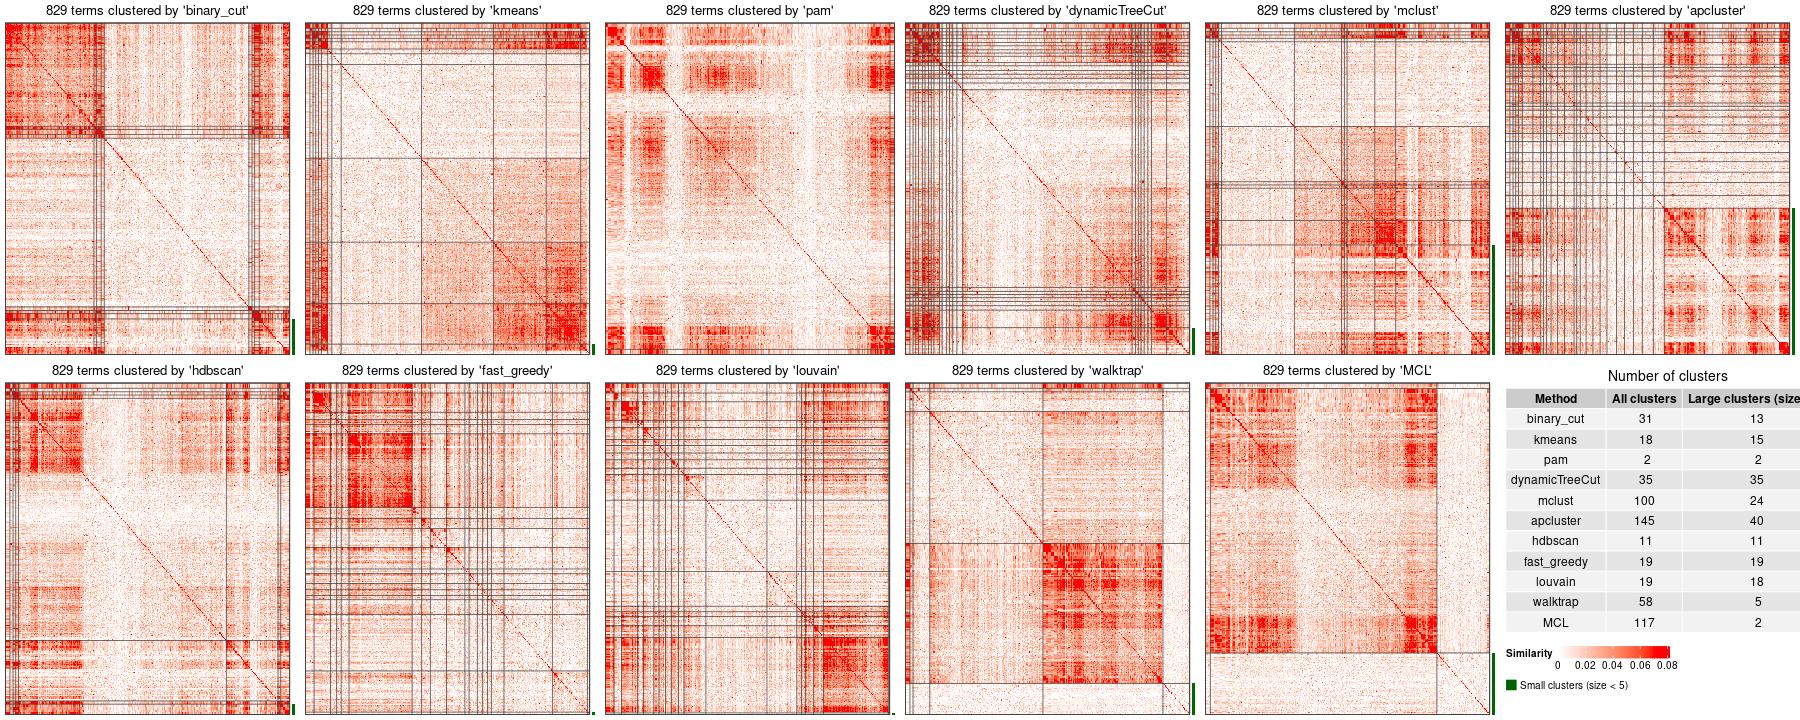 829 terms clustered by 'binary_cut'
829 terms clustered by 'kmeans'
829 terms clustered by 'pam'
829 terms clustered by 'dynamicTreeCut'
829 terms clustered by 'mclust'
829 terms clustered by 'apcluster'
829 terms clustered by 'hdbscan'
829 terms clustered by 'fast_greedy'
829 terms clustered by 'louvain'
829 terms clustered by 'walktrap'
829 terms clustered by 'MCL'
Number of clusters
Method All clusters Large clusters (size
binary_cut 31 13
kmeans 18 15
pam 2 2
dynamicTreeCut 35 35
mclust 100 24
apcluster 145 40
hdbscan 11 11
fast_greedy 19 19
louvain 19 18
walktrap 58 5
MCL 117 2
Similarity
0 0.02 0.04 0.06 0.08
Small clusters (size < 5)